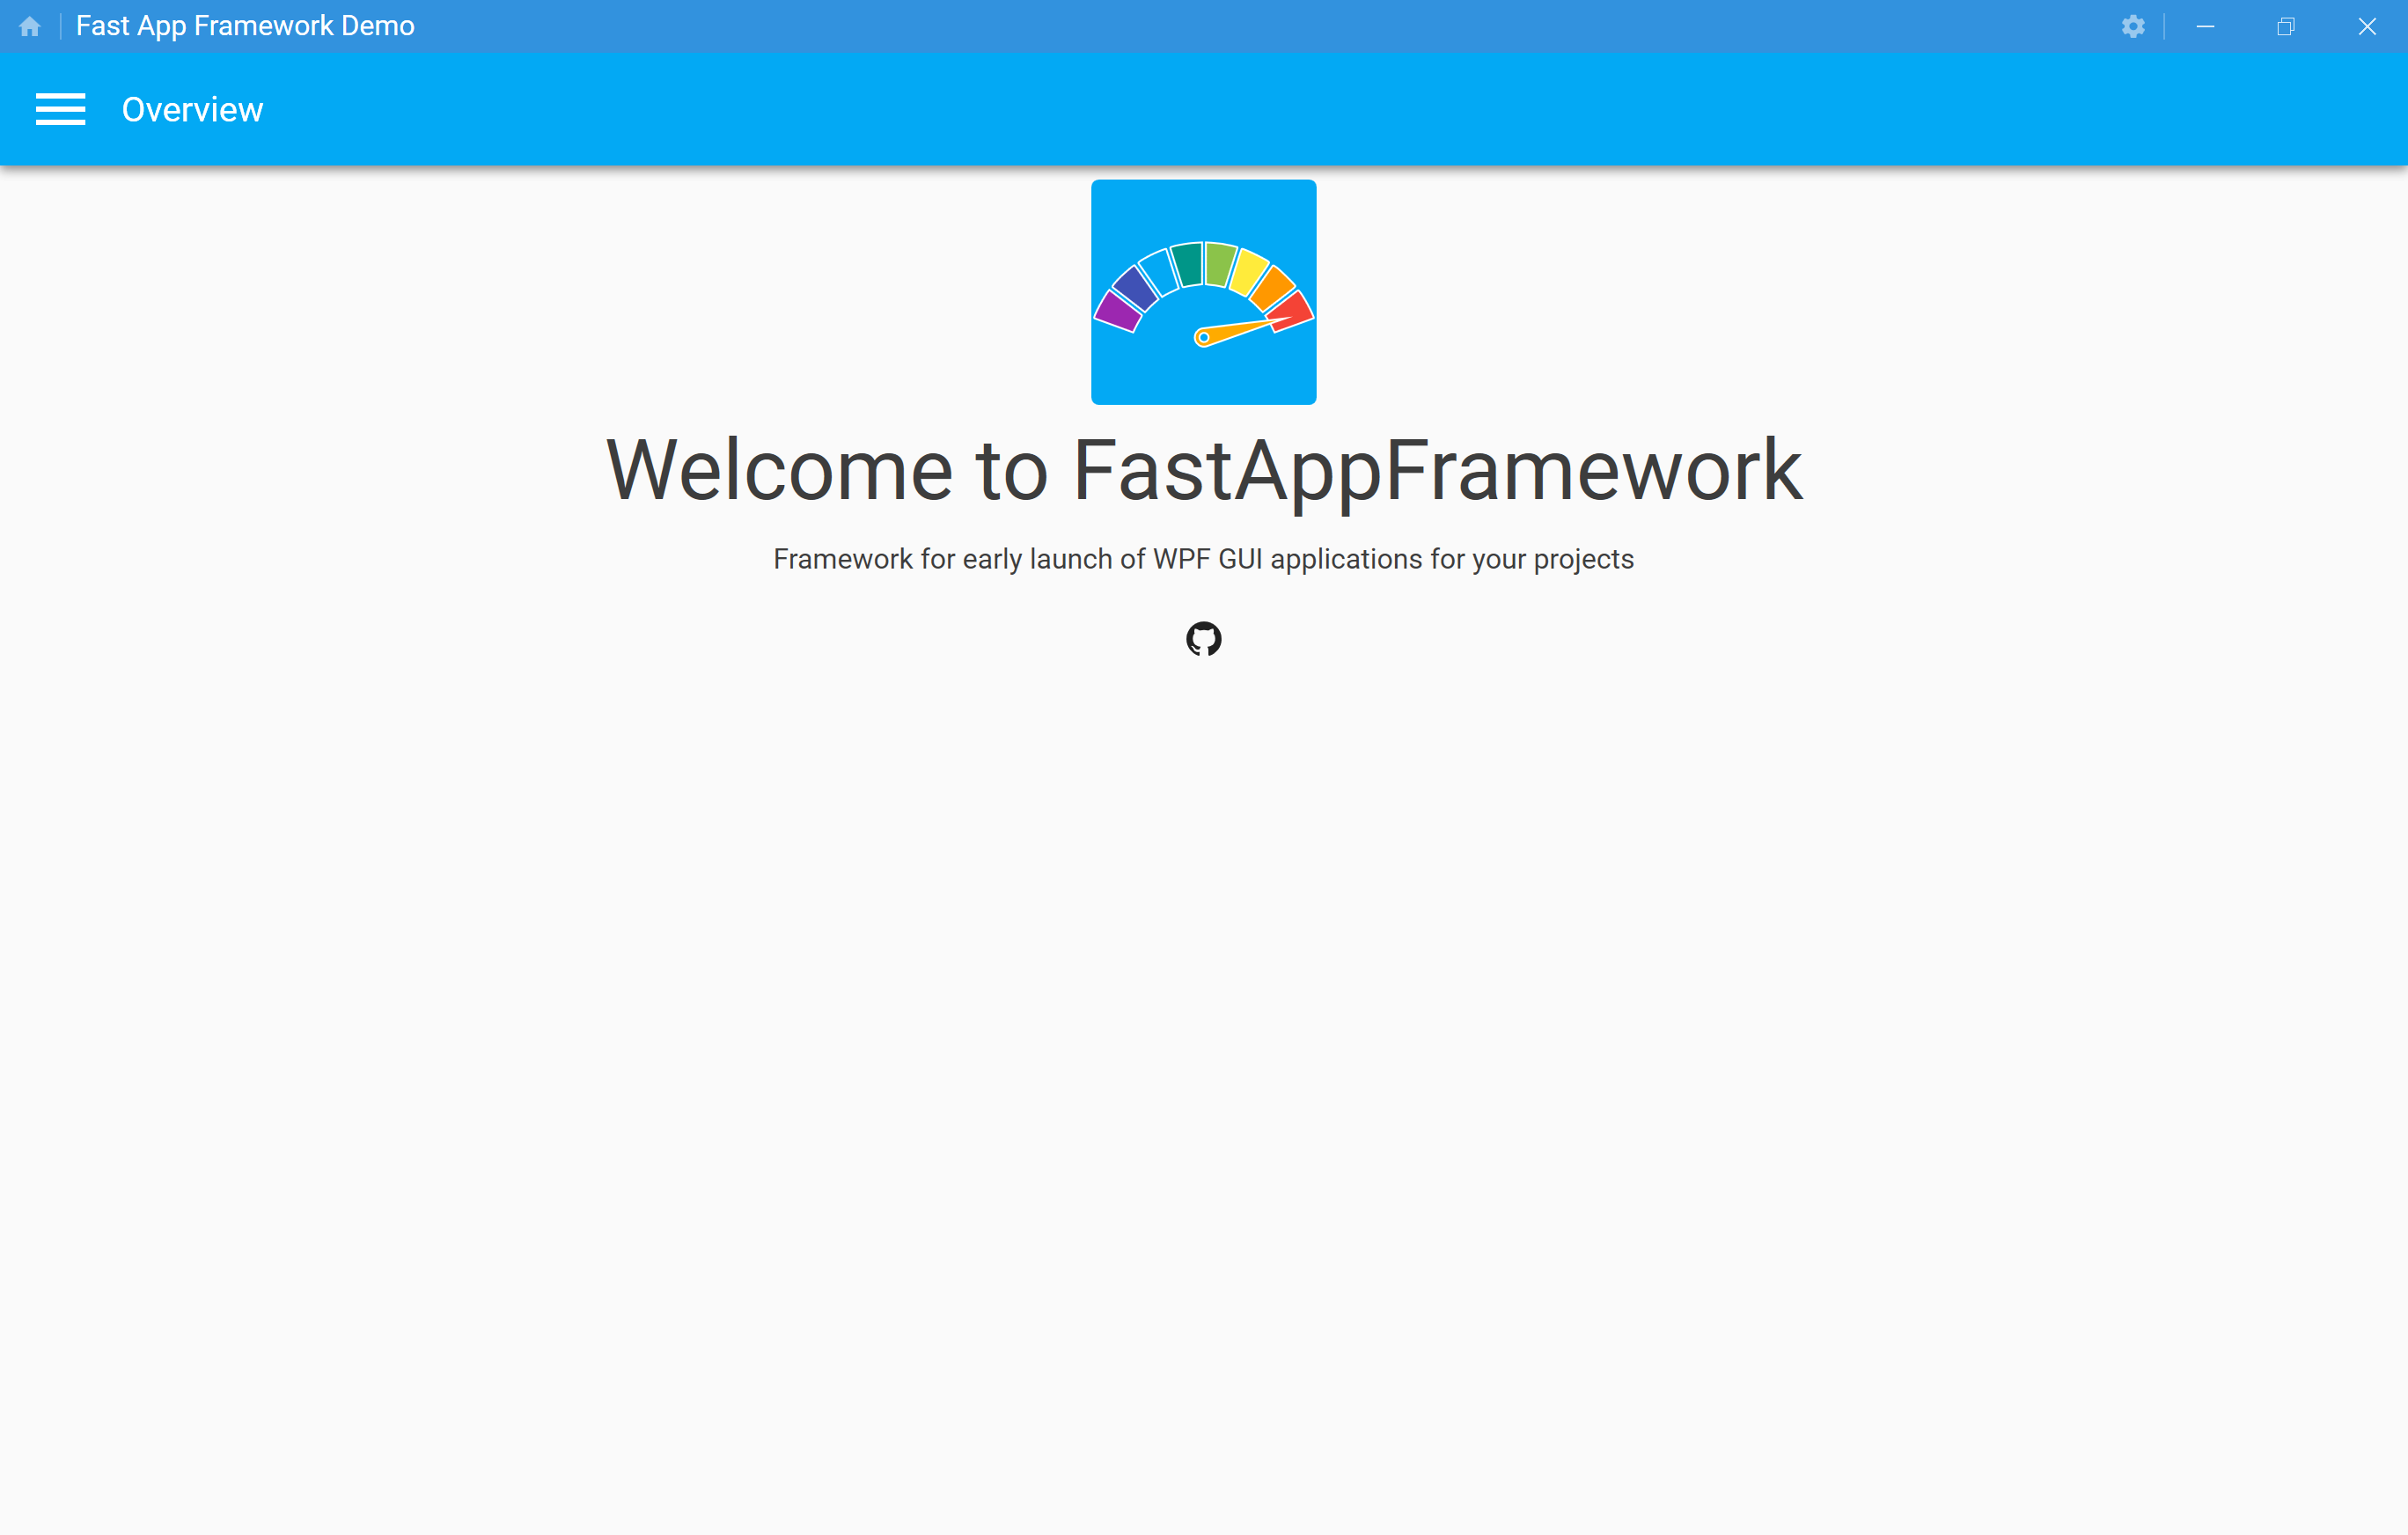 Fast App Framework Demo
Overview
Welcome to FastAppFramework
Framework for early launch of WPF GUI applications for your projects